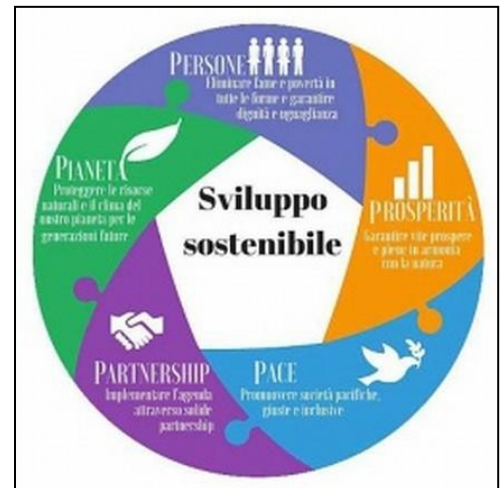 PERSONE
Eliminare fame e povertà in
tutte le forme e garantire
dignità e uguaglianza
PROSPERITÀ
Garantire vite prospere
e piene in armonia
con la natura
PACE
Promuovere società pacifiche,
giuste e inclusive
PARTNERSHIP
Implementare l'agenda
attraverso solide
partnership
PIANETA
Proteggere le risorse
naturali e il clima del
nostro pianeta per le
generazioni future
Sviluppo
sostenibile